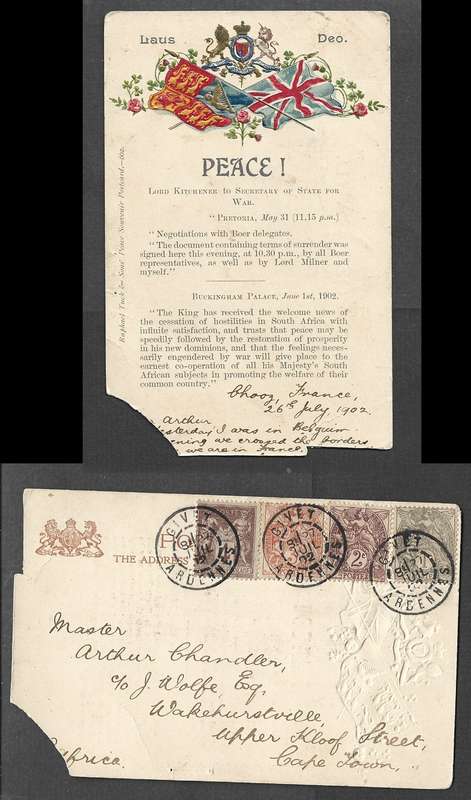 Laus Deo.
PEACE!
LORD KITCHENER to SECRETARY OF STATE FOR
WAR.
"PRETORIA, May 31 (11.15 p.m.)
"Negotiations with Boer delegates.
"The document containing terms of surrender was
signed here this evening, at 10.30 p.m., by all Boer
representatives, as well as by Lord Milner and
myself."
BUCKINGHAM PALACE, June 1st, 1902.
"The King has received the welcome news of
the cessation of hostilities in South Africa with
infinite satisfaction, and trusts that peace may be
speedily followed by the restoration of prosperity
in his new dominions, and that the feelings neces-
sarily engendered by war will give place to the
earnest co-operation of all his Majesty's South
African subjects in promoting the welfare of their
common country."
Raphael Tuck & Sons' Peace Souvenir Postcard,—802.
Chooz, France,
26th July 1902.
Arthur
esterday I was in Belguim.
ening we crossed the borders
we are in France.
THE ADDRESS
GIVET
ARDENNES
GIVET
ARDENNES
2
GIVET
ARDENNES
Master
Arthur Chandler,
c/o J. Wolfe, Esq.
Wakehurstville,
Upper Kloof Street,
Cape Town,
Africa.